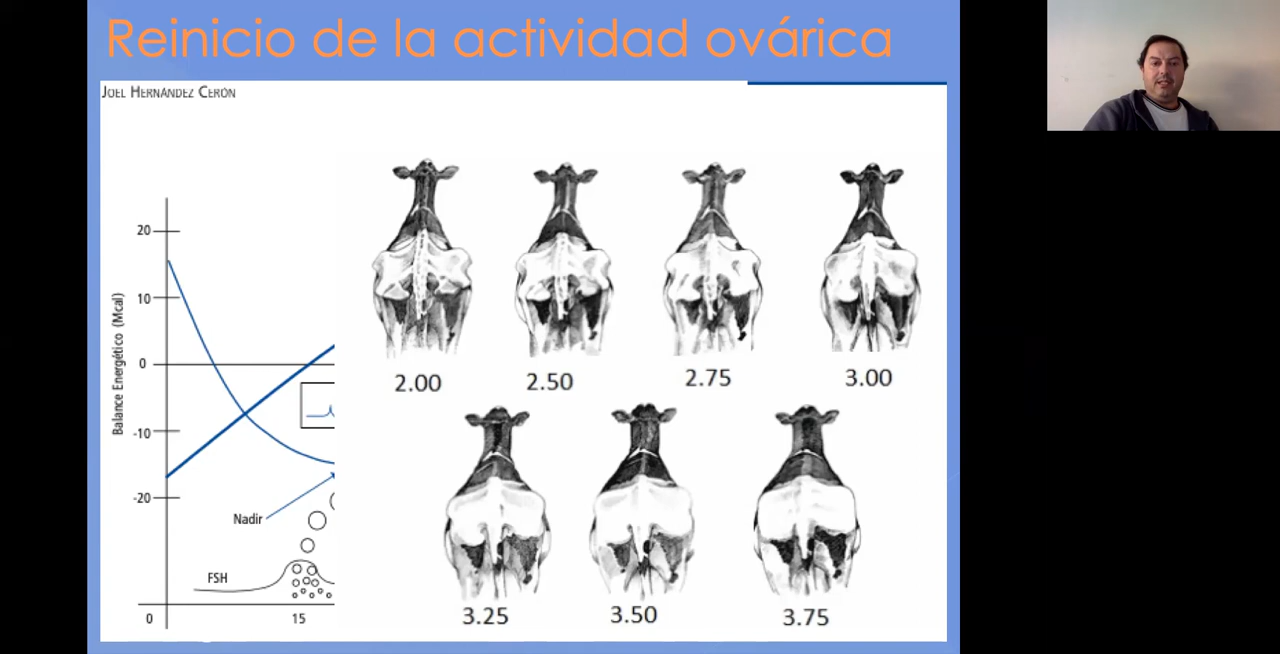 Reinicio de la actividad ovárica
JOEL HERNÁNDEZ CERÓN
20
10
0
-10
-20
Balance Energético (Mcal)
Nadir
FSH
0
15
2.00
2.50
2.75
3.00
3.25
3.50
3.75